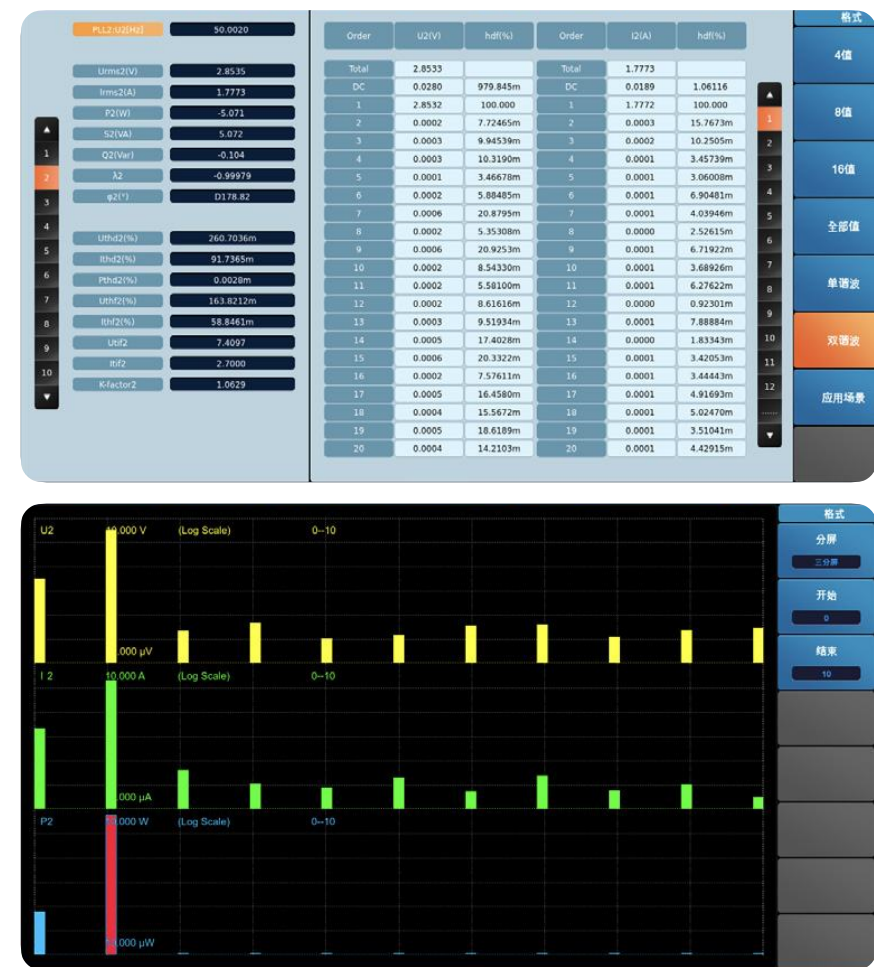 PLL2:U2[Hz] 50.0020
Urms2(V) 2.8535
Irms2(A) 1.7773
P2(W) -5.071
S2(VA) 5.072
Q2(Var) -0.104
λ2 -0.99979
φ2(°) D178.82
Uthd2(%) 260.7036m
Ithd2(%) 91.7365m
Pthd2(%) 0.0028m
Uthf2(%) 163.8212m
Ithf2(%) 58.8461m
Utif2 7.4097
Itif2 2.7000
K-factor2 1.0629
▲
1
2
3
4
5
6
7
8
9
10
▼
Order U2(V) hdf(%) Order I2(A) hdf(%)
Total 2.8533 Total 1.7773
DC 0.0280 979.845m DC 0.0189 1.06116
1 2.8532 100.000 1 1.7772 100.000
2 0.0002 7.72465m 2 0.0003 15.7673m
3 0.0003 9.94539m 3 0.0002 10.2505m
4 0.0003 10.3190m 4 0.0001 3.45739m
5 0.0001 3.46678m 5 0.0001 3.06008m
6 0.0002 5.88485m 6 0.0001 6.90481m
7 0.0006 20.8795m 7 0.0001 4.03946m
8 0.0002 5.35308m 8 0.0000 2.52615m
9 0.0006 20.9253m 9 0.0001 6.71922m
10 0.0002 8.54330m 10 0.0001 3.68926m
11 0.0002 5.58100m 11 0.0001 6.27622m
12 0.0002 8.61616m 12 0.0000 0.92301m
13 0.0003 9.51934m 13 0.0001 7.88884m
14 0.0005 17.4028m 14 0.0000 1.83343m
15 0.0006 20.3322m 15 0.0001 3.42053m
16 0.0002 7.57611m 16 0.0001 3.44443m
17 0.0005 16.4580m 17 0.0001 4.91693m
18 0.0004 15.5672m 18 0.0001 5.02470m
19 0.0005 18.6189m 19 0.0001 3.51041m
20 0.0004 14.2103m 20 0.0001 4.42915m
▲
1
2
3
4
5
6
7
8
9
10
11
12
......
▼
格式
4值
8值
16值
全部值
单谐波
双谐波
应用场景
U2 10.000 V (Log Scale) 0--10
.000 µV
I 2 10.000 A (Log Scale) 0--10
.000 µA
P2 .000 W (Log Scale) 0--10
.000 µW
格式
分屏
三分屏
开始
0
结束
10